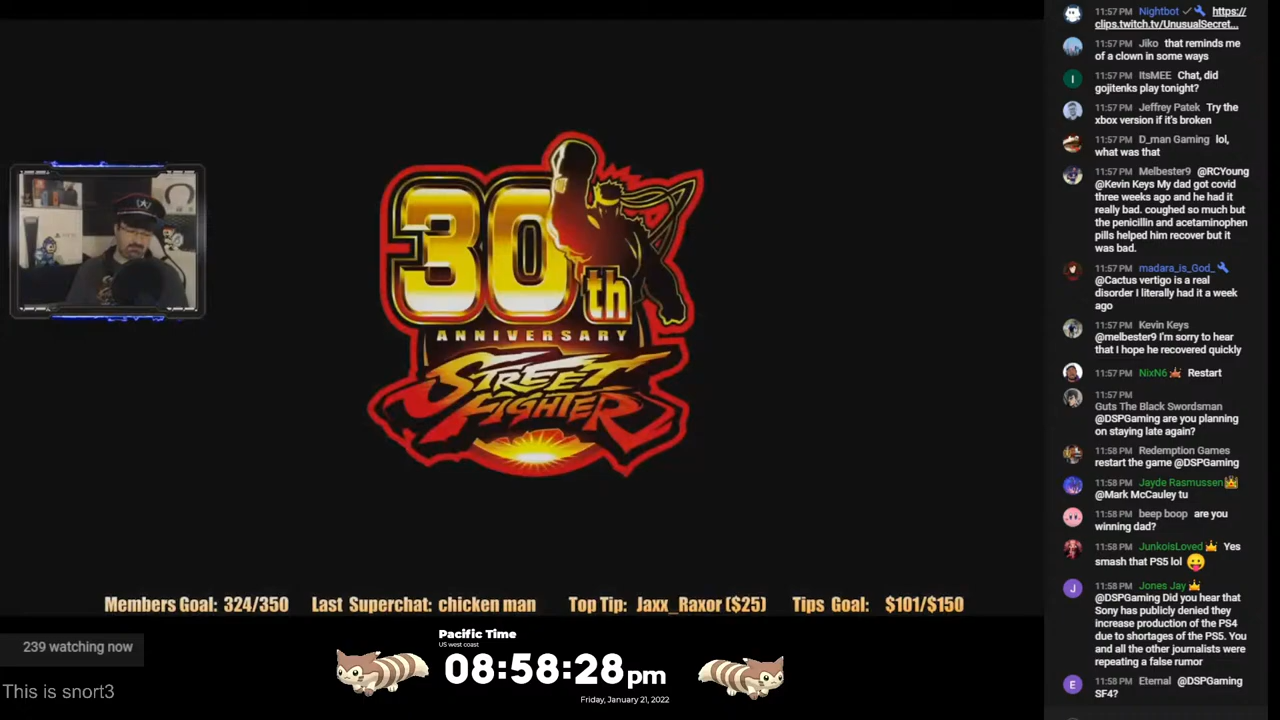 30th
ANNIVERSARY
STREET
FIGHTER
Members Goal: 324/350 Last Superchat: chicken man Top Tip: Jaxx_Raxor ($25) Tips Goal: $101/$150
239 watching now
This is snort3
Pacific Time
US west coast
08:58:28pm
Friday, January 21, 2022
11:57 PM Nightbot https://
clips.twitch.tv/UnusualSecret...
11:57 PM Jiko that reminds me
of a clown in some ways
11:57 PM ItsMEE Chat, did
gojitenks play tonight?
11:57 PM Jeffrey Patek Try the
xbox version if it's broken
11:57 PM D_man Gaming lol,
what was that
11:57 PM Melbester9 @RCYoung
@Kevin Keys My dad got covid
three weeks ago and he had it
really bad. coughed so much but
the penicillin and acetaminophen
pills helped him recover but it
was bad.
11:57 PM madara_is_God_
@Cactus vertigo is a real
disorder I literally had it a week
ago
11:57 PM Kevin Keys
@melbester9 I'm sorry to hear
that I hope he recovered quickly
11:57 PM NixN6 Restart
11:57 PM
Guts The Black Swordsman
@DSPGaming are you planning
on staying late again?
11:58 PM Redemption Games
restart the game @DSPGaming
11:58 PM Jayde Rasmussen
@Mark McCauley tu
11:58 PM beep boop are you
winning dad?
11:58 PM JunkoisLoved Yes
smash that PS5 lol
J
11:58 PM Jones Jay
@DSPGaming Did you hear that
Sony has publicly denied they
increase production of the PS4
due to shortages of the PS5. You
and all the other journalists were
repeating a false rumor
E
11:58 PM Eternal @DSPGaming
SF4?